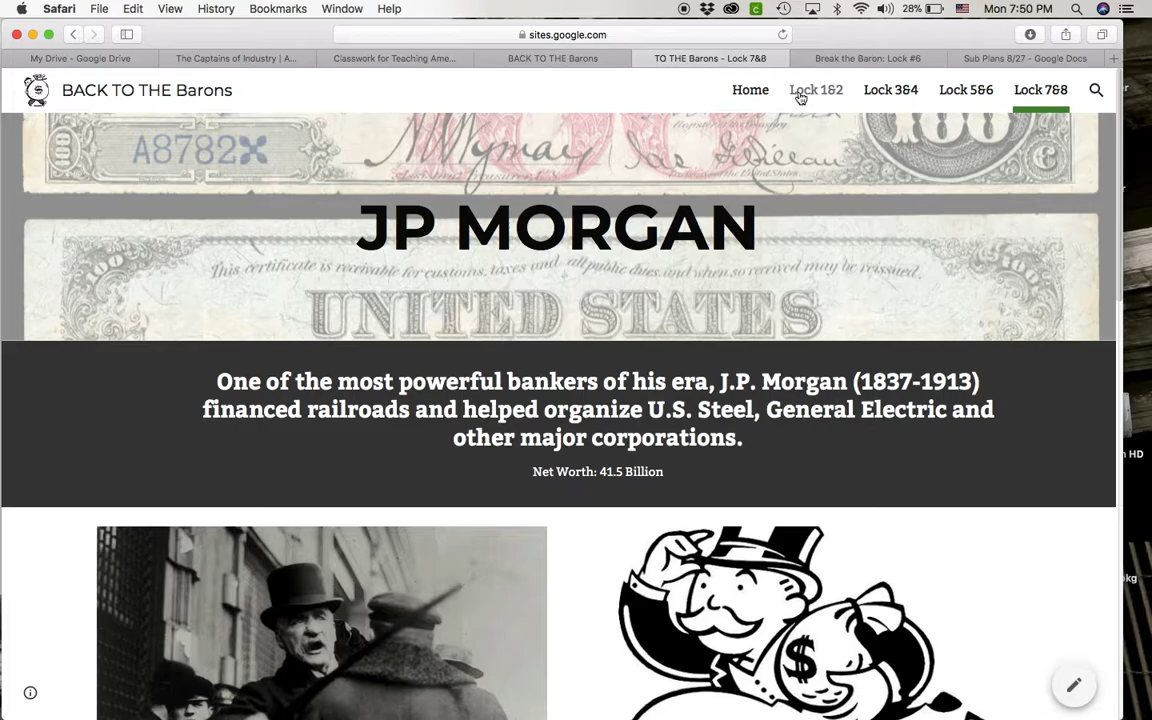 Safari File Edit View History Bookmarks Window Help 28% Mon 7:50 PM
sites.google.com
My Drive - Google Drive
The Captains of Industry | A...
Classwork for Teaching Ame...
BACK TO THE Barons
TO THE Barons - Lock 7&8
Break the Baron: Lock #6
Sub Plans 8/27 - Google Docs
BACK TO THE Barons
Home Lock 1&2 Lock 3&4 Lock 5&6 Lock 7&8
100 A8782X 100
JP MORGAN
This certificate is receivable for customs, taxes and all public dues and when so received may be reissued.
UNITED STATES
One of the most powerful bankers of his era, J.P. Morgan (1837-1913)
financed railroads and helped organize U.S. Steel, General Electric and
other major corporations.
Net Worth: 41.5 Billion
$